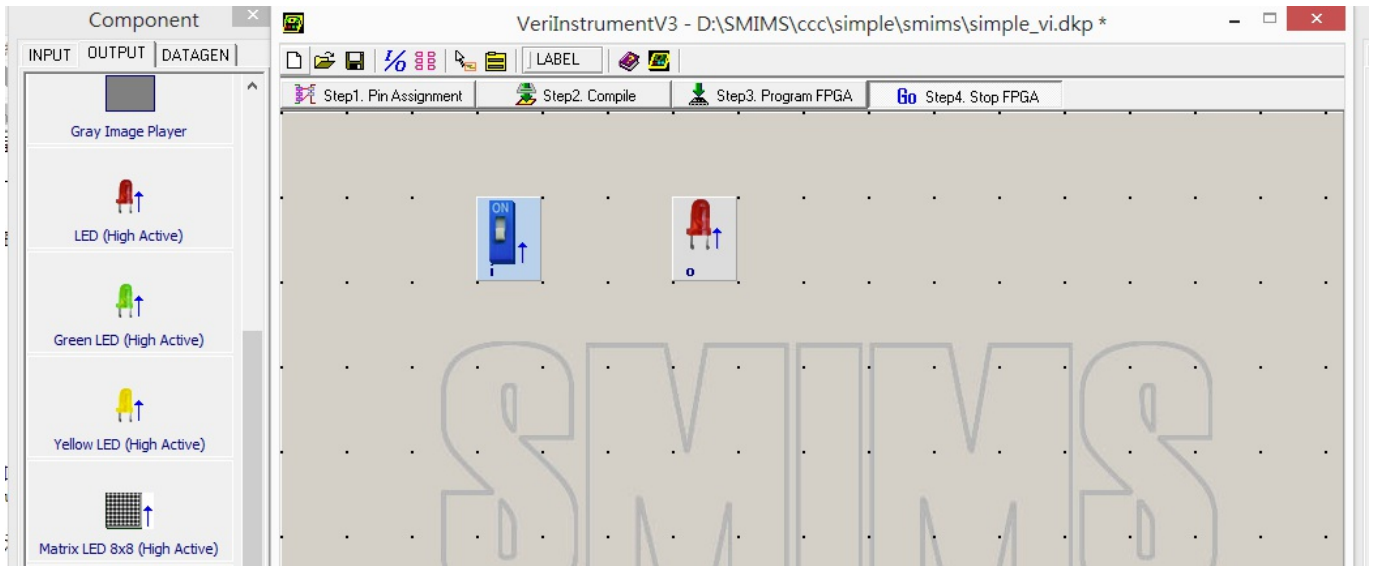 Component
INPUT OUTPUT DATAGEN
Gray Image Player
LED (High Active)
Green LED (High Active)
Yellow LED (High Active)
Matrix LED 8x8 (High Active)
VeriInstrumentV3 - D:\SMIMS\ccc\simple\smims\simple_vi.dkp *
I/O LABEL
Step1. Pin Assignment Step2. Compile Step3. Program FPGA Go Step4. Stop FPGA
ON
i o
SMIMS